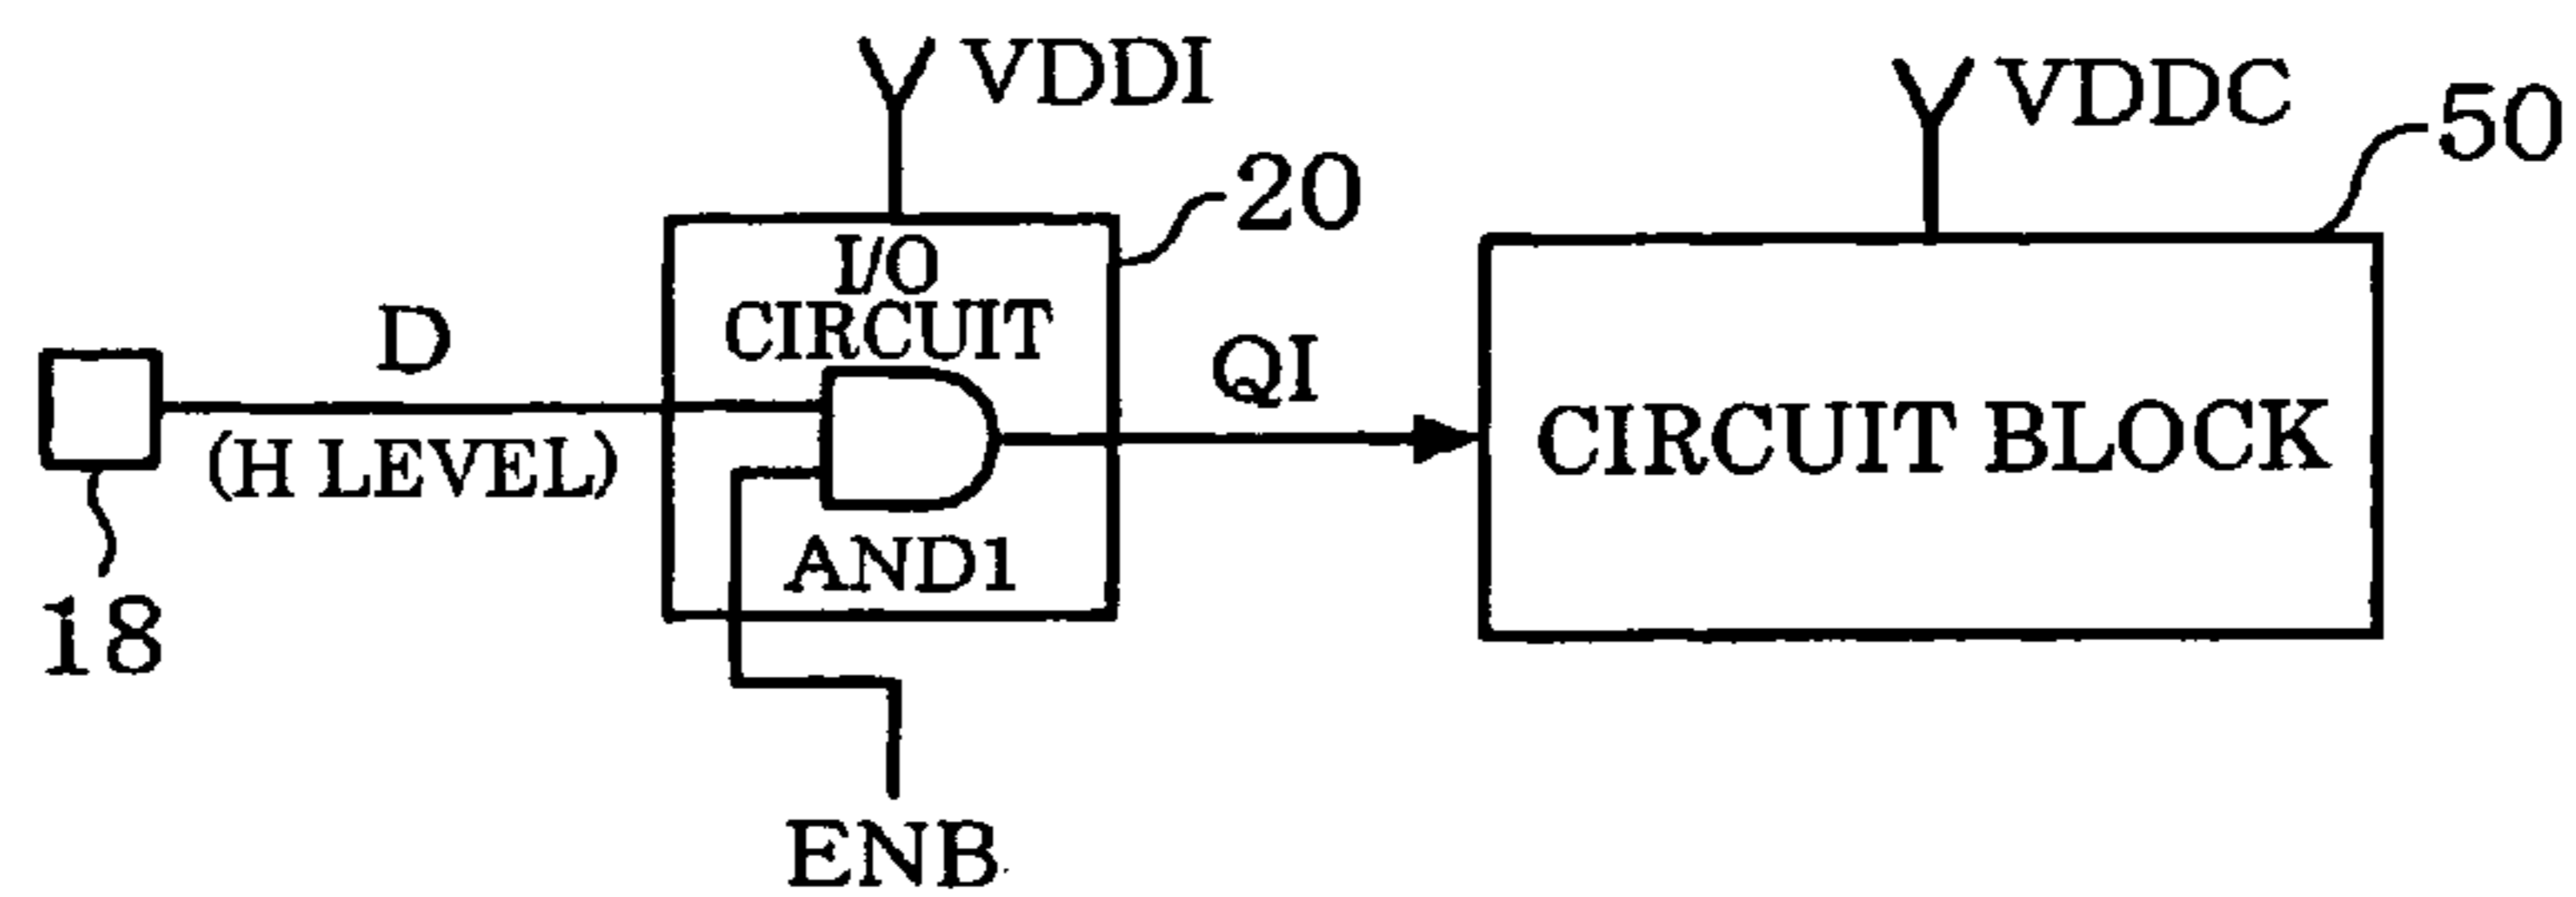 VDDI
VDDC
50
20
I/O
CIRCUIT
D
(H LEVEL)
QI
CIRCUIT BLOCK
AND1
18
ENB